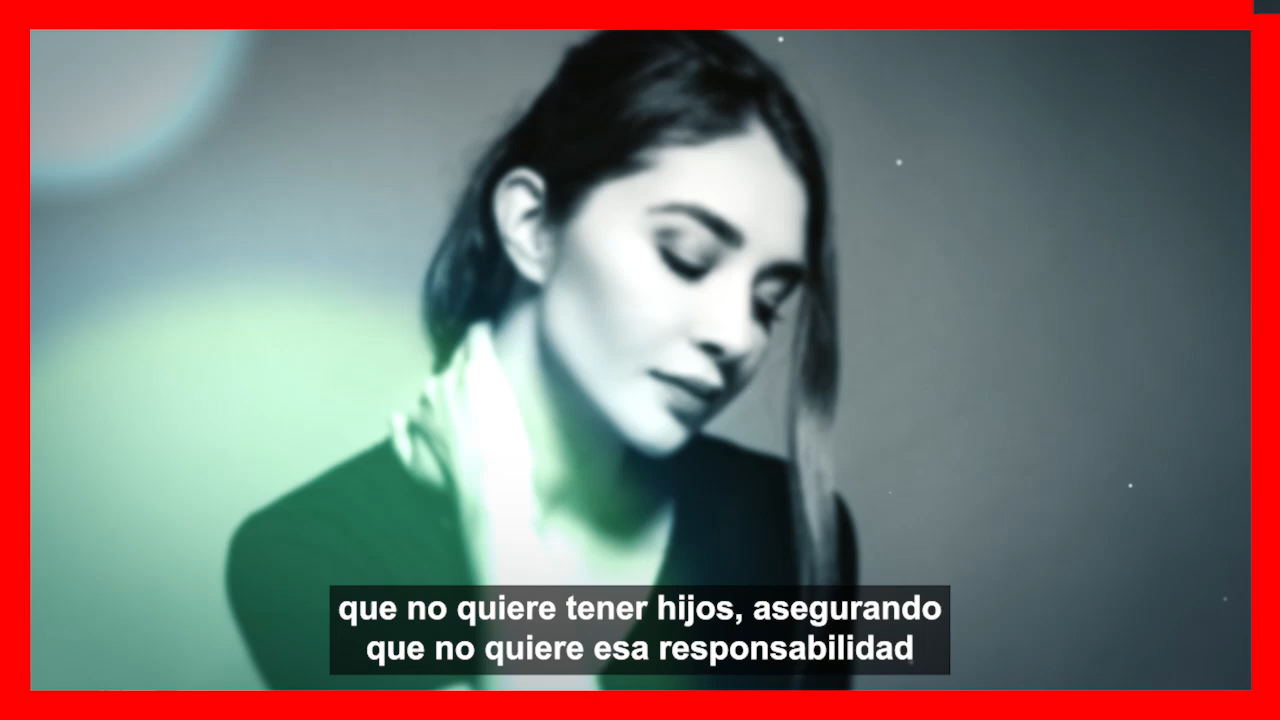 que no quiere tener hijos, asegurando
que no quiere esa responsabilidad